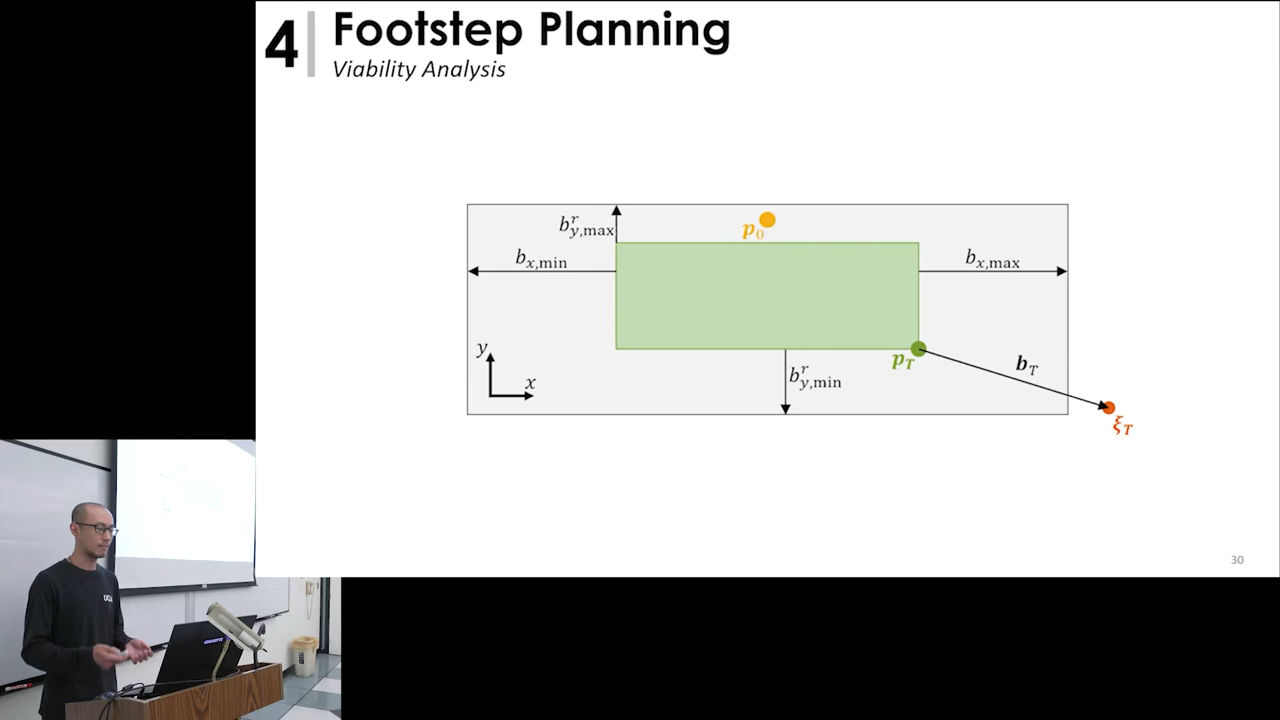 4
Footstep Planning
Viability Analysis
b^r_{y,max}
p_0
b_{x,min}
b_{x,max}
y
x
p_T
b^r_{y,min}
b_T
ξ_T
30